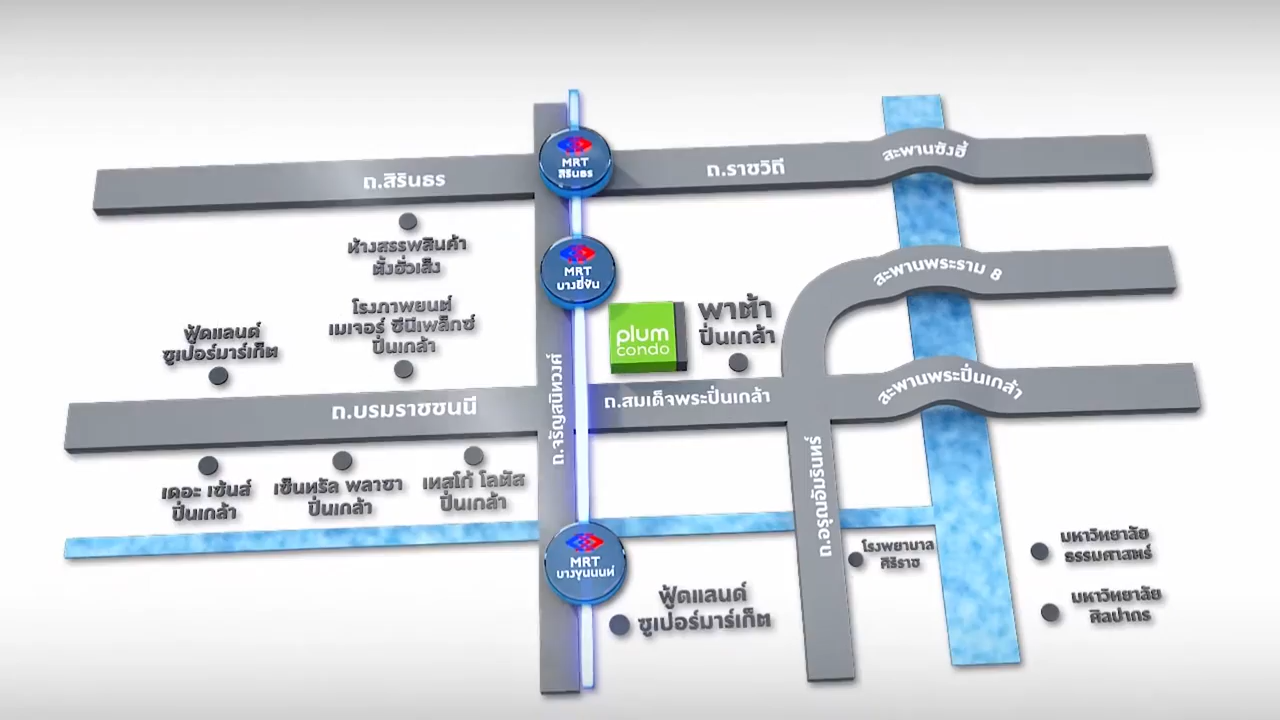 MRT
สิรินธร
ถ.สิรินธร
ถ.ราชวิถี
สะพานซังฮี้
ห้างสรรพสินค้า
ตั้งฮั่วเส็ง
MRT
บางยี่ขัน
สะพานพระราม 8
โรงภาพยนต์
เมเจอร์ ซีนีเพล็กซ์
ปิ่นเกล้า
ฟู้ดแลนด์
ซูเปอร์มาร์เก็ต
plum
condo
พาต้า
ปิ่นเกล้า
ถ.บรมราชชนนี
ถ.จรัญสนิทวงศ์
ถ.สมเด็จพระปิ่นเกล้า
สะพานพระปิ่นเกล้า
เดอะ เซ้นส์
ปิ่นเกล้า
เซ็นทรัล พลาซา
ปิ่นเกล้า
เทสโก้ โลตัส
ปิ่นเกล้า
ถ.อรุณอัมรินทร์
MRT
บางขุนนนท์
โรงพยาบาล
ศิริราช
มหาวิทยาลัย
ธรรมศาสตร์
ฟู้ดแลนด์
ซูเปอร์มาร์เก็ต
มหาวิทยาลัย
ศิลปากร